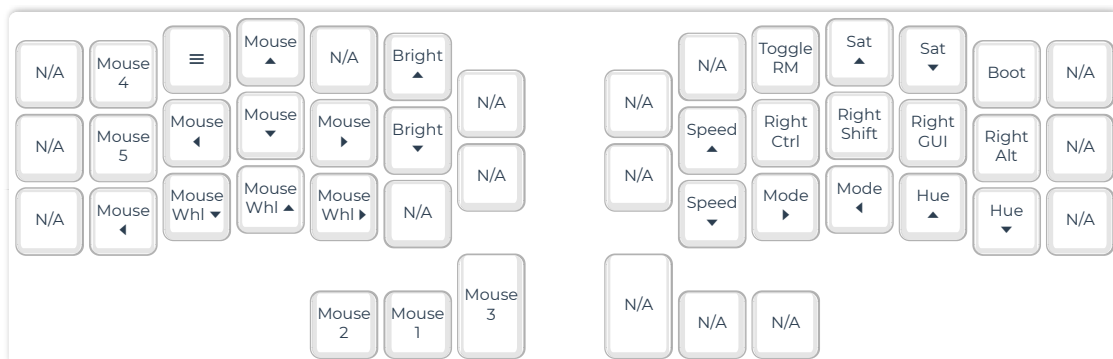 N/A
Mouse
4
≡
Mouse
▲
N/A
Bright
▲
N/A
N/A
N/A
Toggle
RM
Sat
▲
Sat
▼
Boot
N/A
N/A
Mouse
5
Mouse
◀
Mouse
▼
Mouse
▶
Bright
▼
N/A
N/A
Speed
▲
Right
Ctrl
Right
Shift
Right
GUI
Right
Alt
N/A
N/A
Mouse
◀
Mouse
Whl ▼
Mouse
Whl ▲
Mouse
Whl ▶
N/A
Speed
▼
Mode
▶
Mode
◀
Hue
▲
Hue
▼
N/A
Mouse
2
Mouse
1
Mouse
3
N/A
N/A
N/A